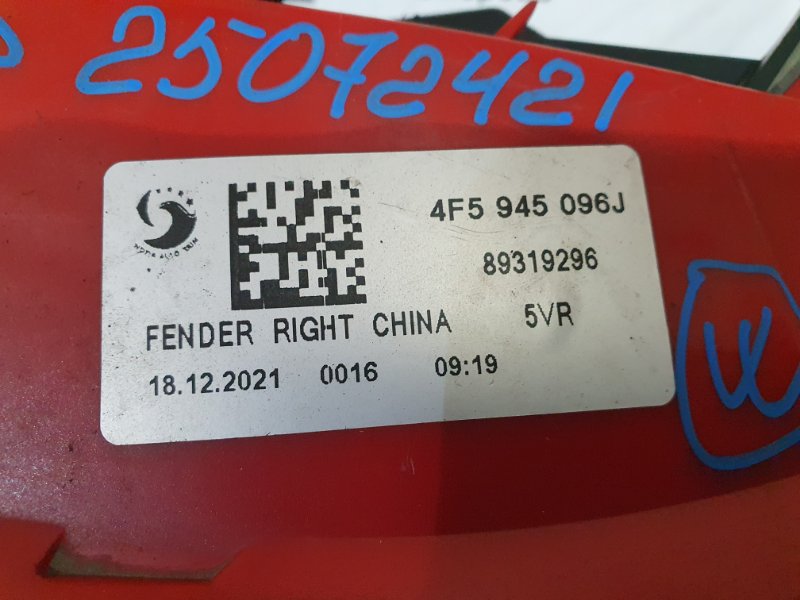 25072421
4F5 945 096J
89319296
FENDER RIGHT CHINA 5VR
18.12.2021 0016 09:19
W